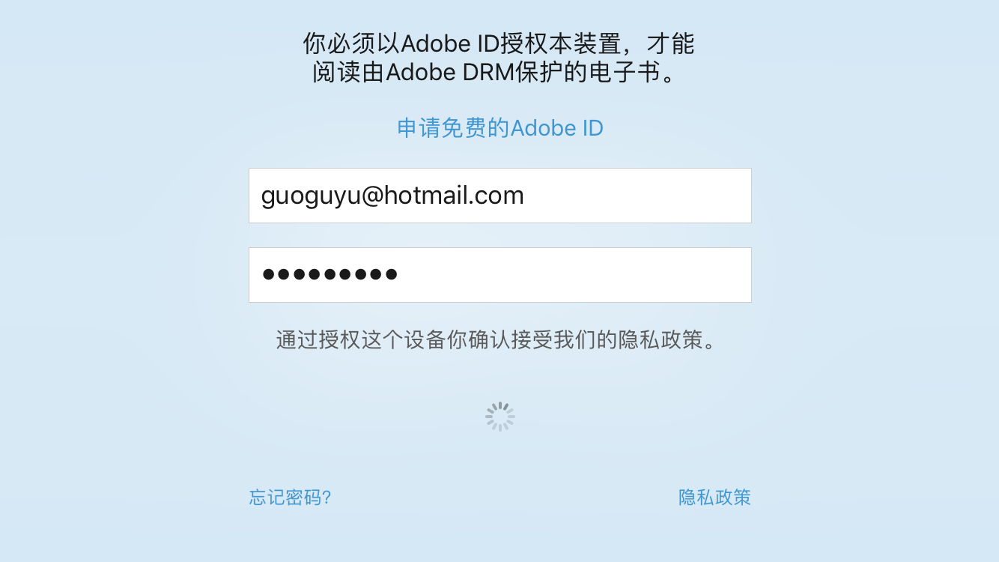 你必须以Adobe ID授权本装置，才能
阅读由Adobe DRM保护的电子书。
申请免费的Adobe ID
guoguyu@hotmail.com
●●●●●●●●●
通过授权这个设备你确认接受我们的隐私政策。
忘记密码?
隐私政策